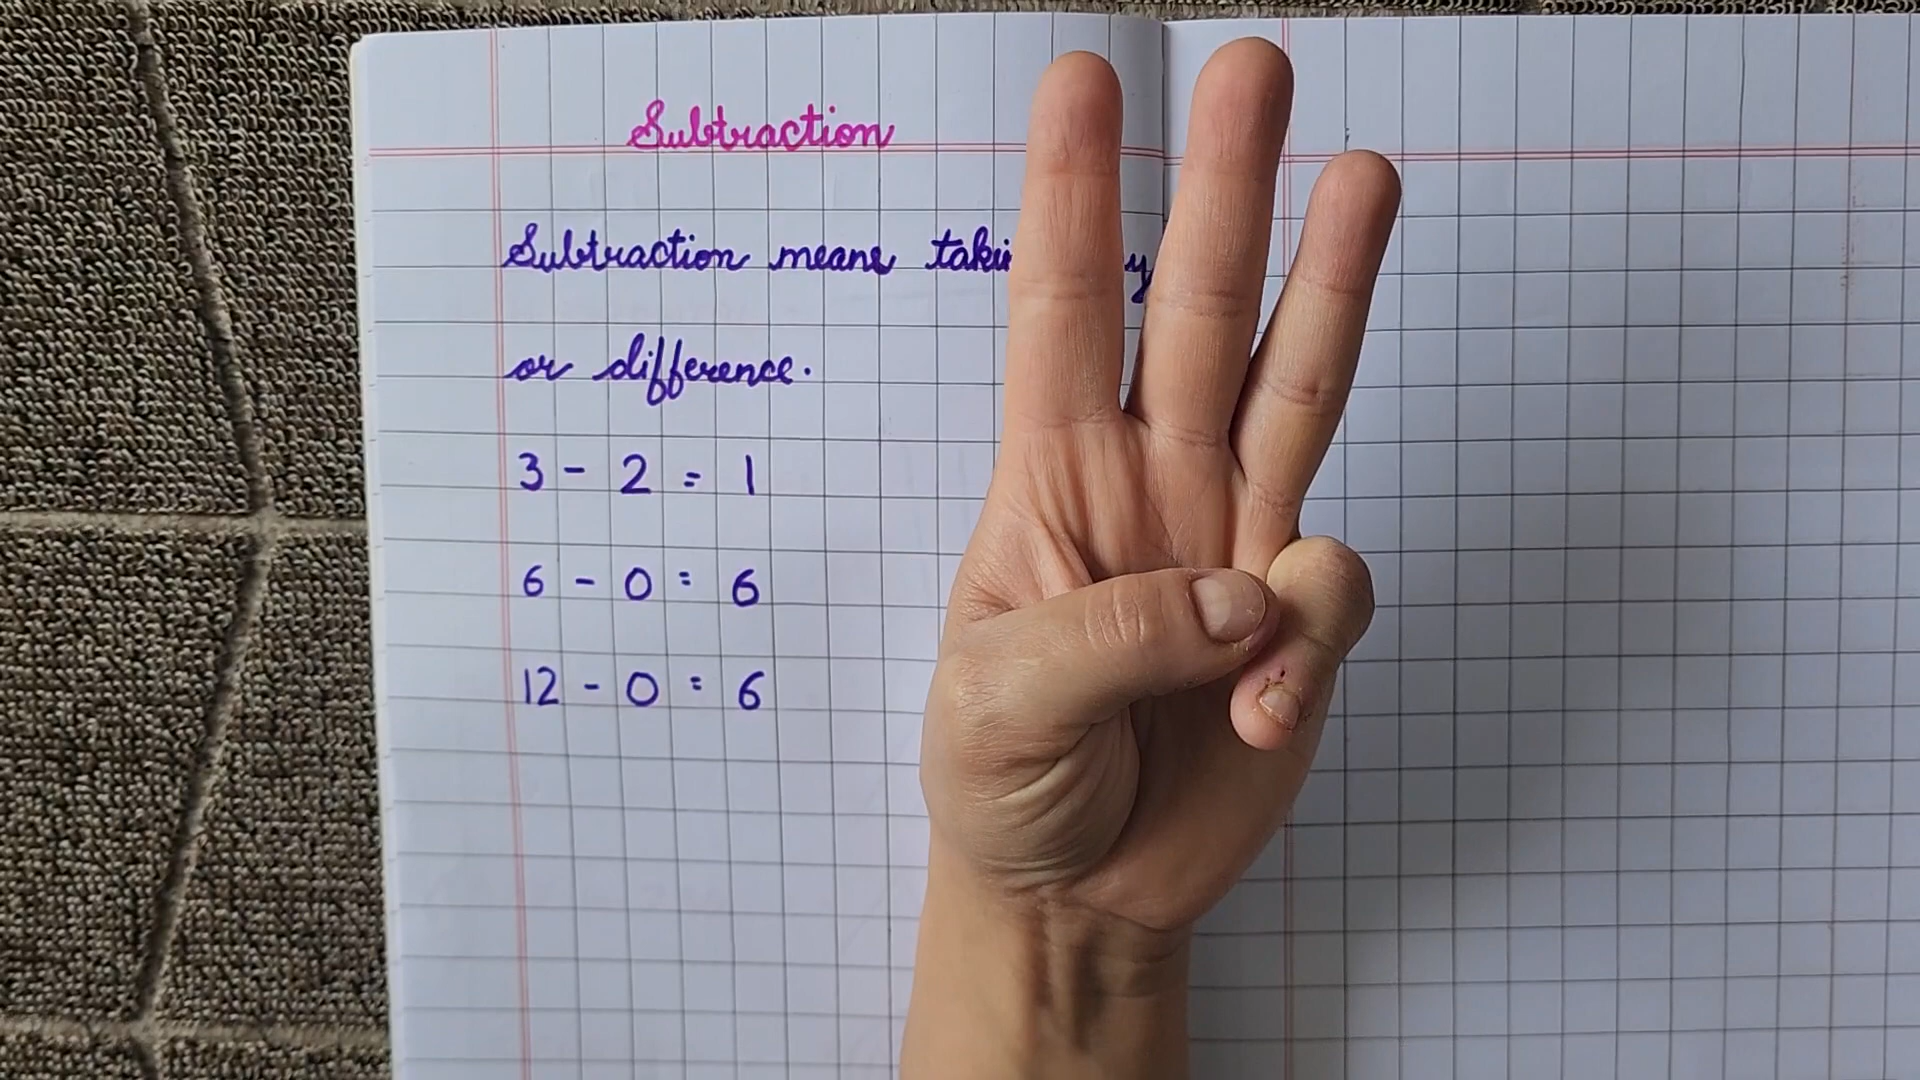 Subtraction
Subtraction means
or difference.
3 - 2 = 1
6 - 0 = 6
12 - 0 = 6